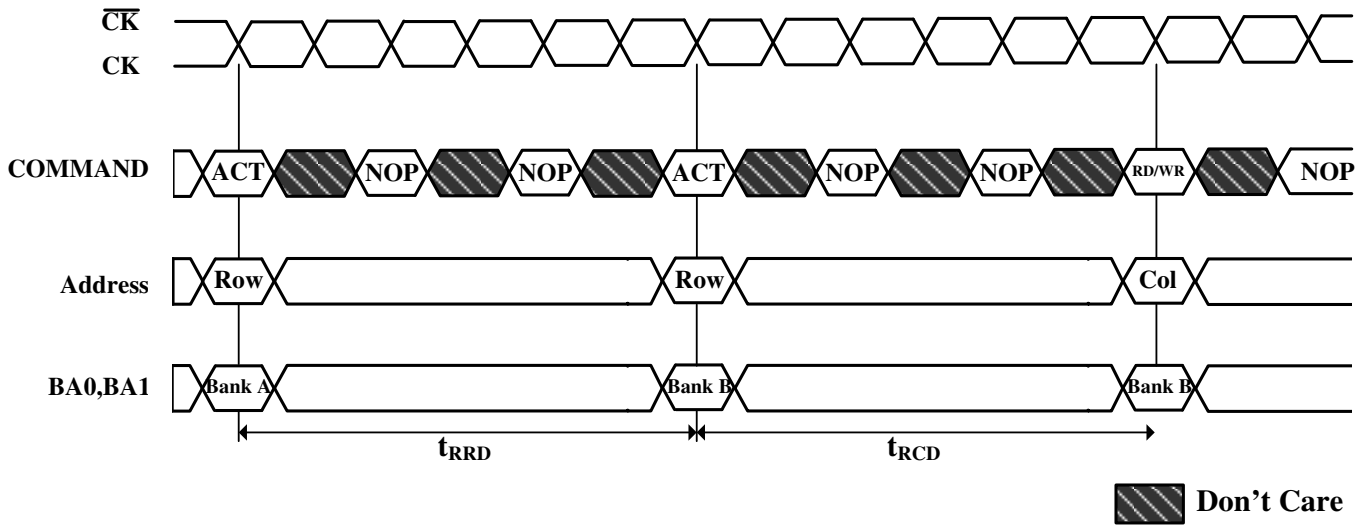 CK
CK
COMMAND ACT NOP NOP ACT NOP NOP RD/WR NOP
Address Row Row Col
BA0,BA1 Bank A Bank B Bank B
tRRD tRCD
Don't Care